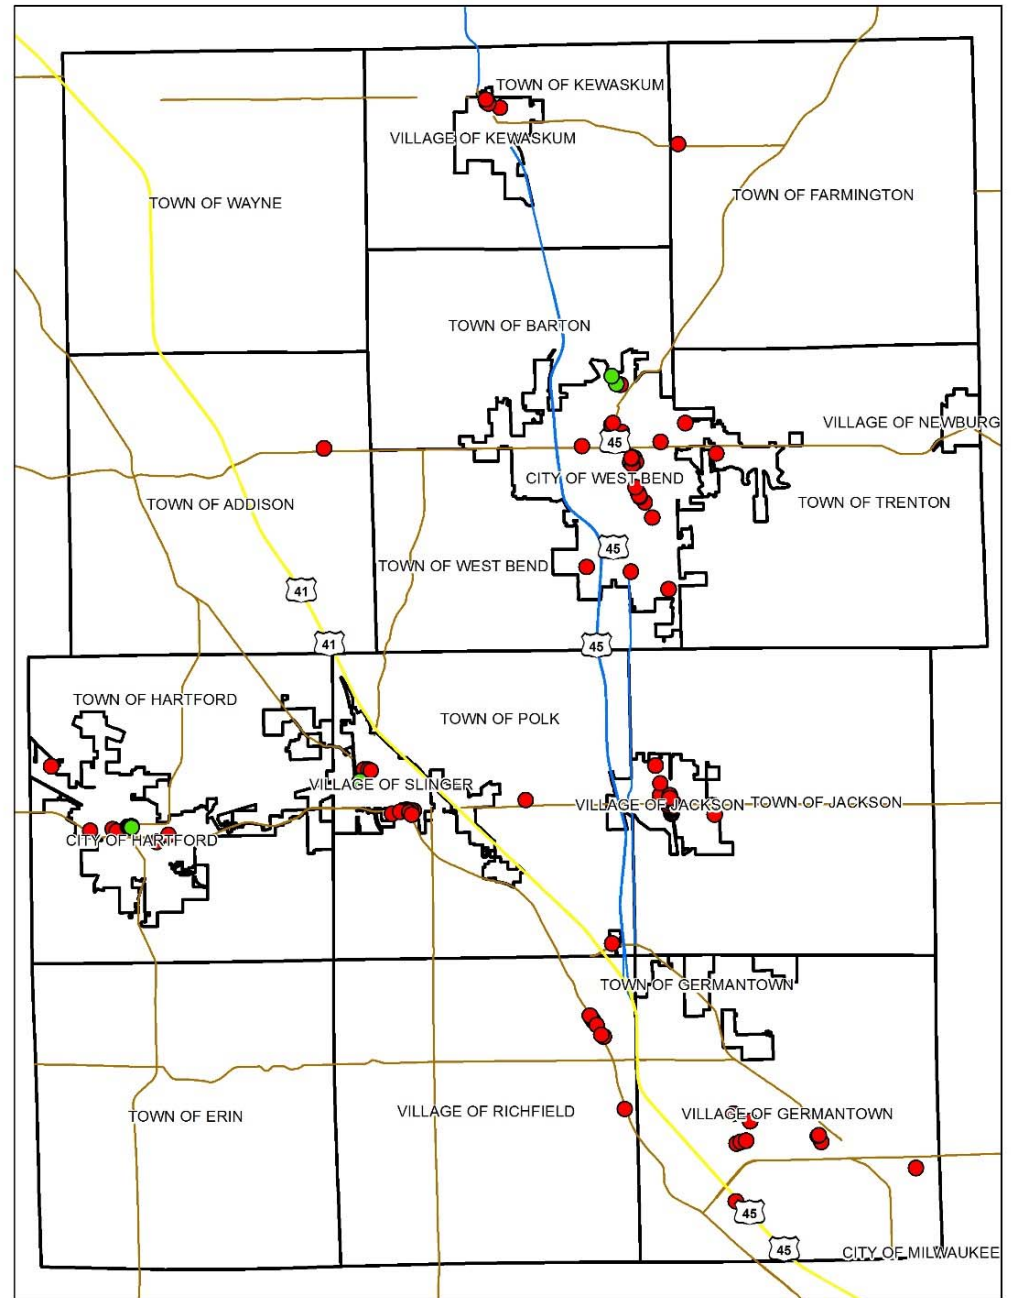 TOWN OF KEWASKUM
VILLAGE OF KEWASKUM
TOWN OF WAYNE
TOWN OF FARMINGTON
TOWN OF BARTON
VILLAGE OF NEWBURG
45
CITY OF WEST BEND
TOWN OF ADDISON
TOWN OF TRENTON
45
TOWN OF WEST BEND
41
41
45
TOWN OF HARTFORD
TOWN OF POLK
VILLAGE OF SLINGER
VILLAGE OF JACKSON
TOWN OF JACKSON
CITY OF HARTFORD
TOWN OF GERMANTOWN
TOWN OF ERIN
VILLAGE OF RICHFIELD
VILLAGE OF GERMANTOWN
45
45
CITY OF MILWAUKEE